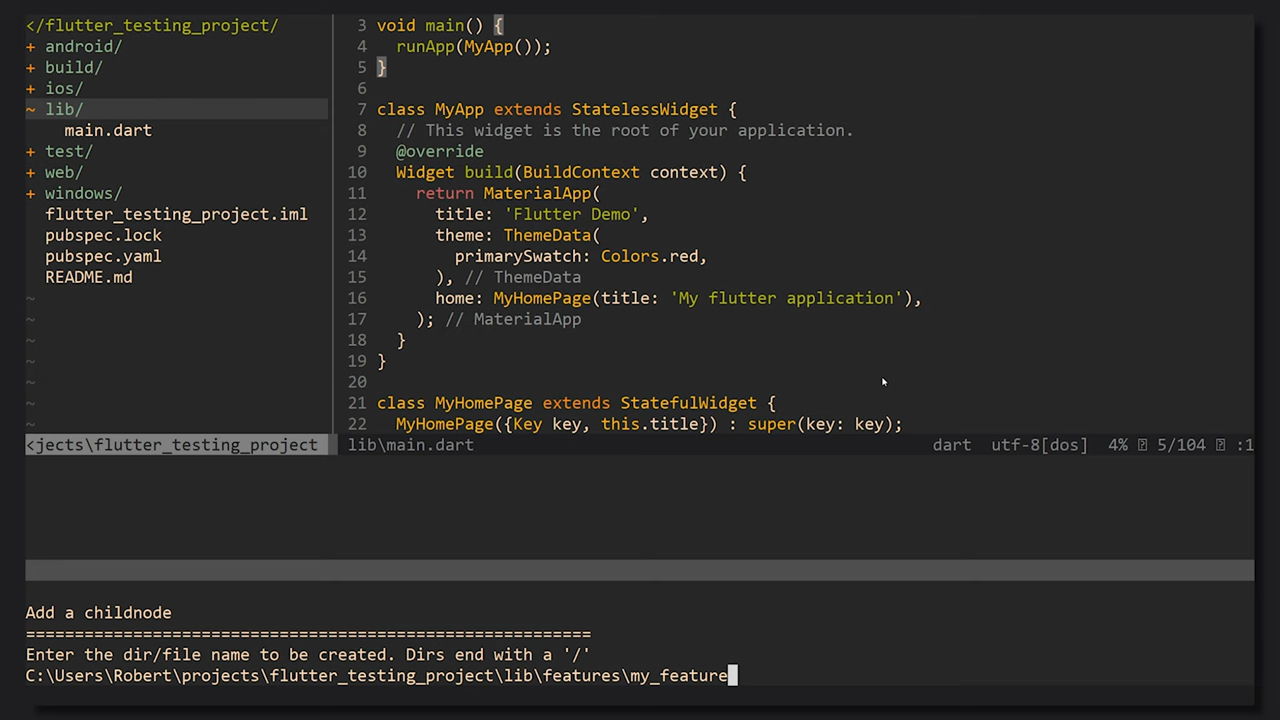 </flutter_testing_project/
+ android/
+ build/
+ ios/
~ lib/
main.dart
+ test/
+ web/
+ windows/
flutter_testing_project.iml
pubspec.lock
pubspec.yaml
README.md
~
~
~
~
~
~
~
<jects\flutter_testing_project
3 void main() {
4 runApp(MyApp());
5 }
6
7 class MyApp extends StatelessWidget {
8 // This widget is the root of your application.
9 @override
10 Widget build(BuildContext context) {
11 return MaterialApp(
12 title: 'Flutter Demo',
13 theme: ThemeData(
14 primarySwatch: Colors.red,
15 ), // ThemeData
16 home: MyHomePage(title: 'My flutter application'),
17 ); // MaterialApp
18 }
19 }
20
21 class MyHomePage extends StatefulWidget {
22 MyHomePage({Key key, this.title}) : super(key: key);
lib\main.dart dart utf-8[dos] 4% 5/104 :1
Add a childnode
==========================================================
Enter the dir/file name to be created. Dirs end with a '/'
C:\Users\Robert\projects\flutter_testing_project\lib\features\my_feature